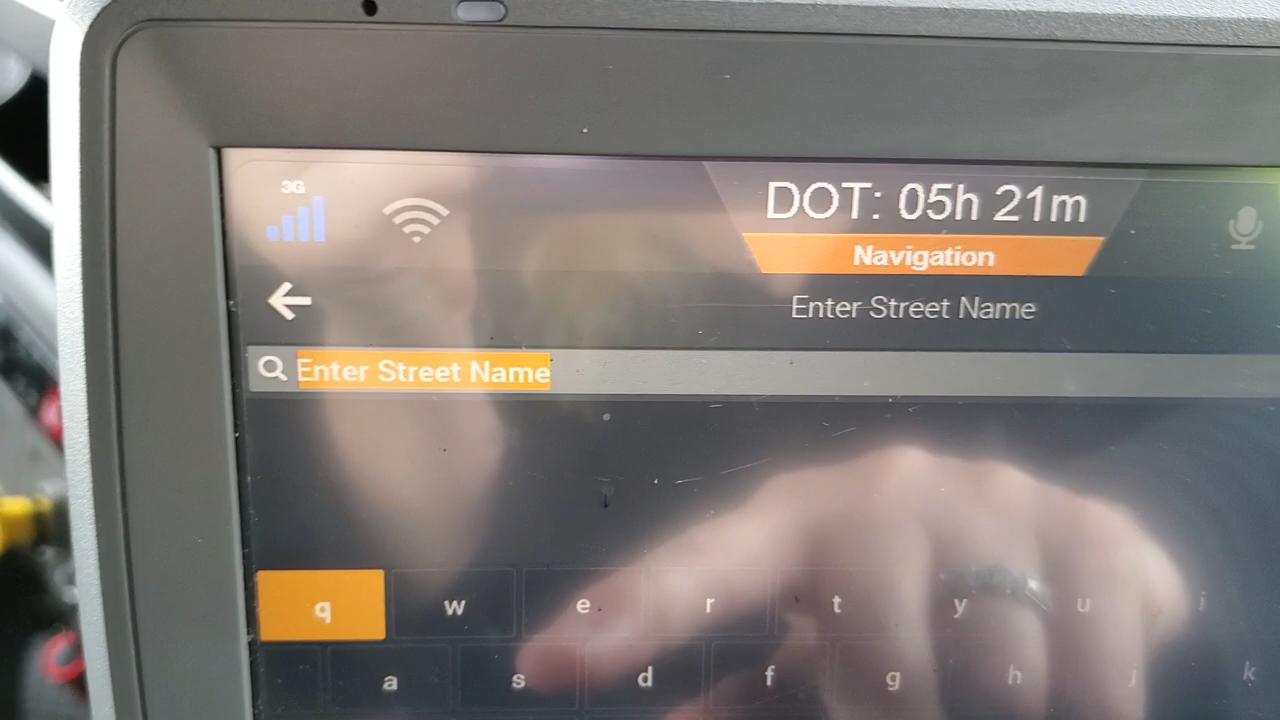 3G
DOT: 05h 21m
Navigation
Enter Street Name
Enter Street Name
q w e r t y u i
a s d f g h j k